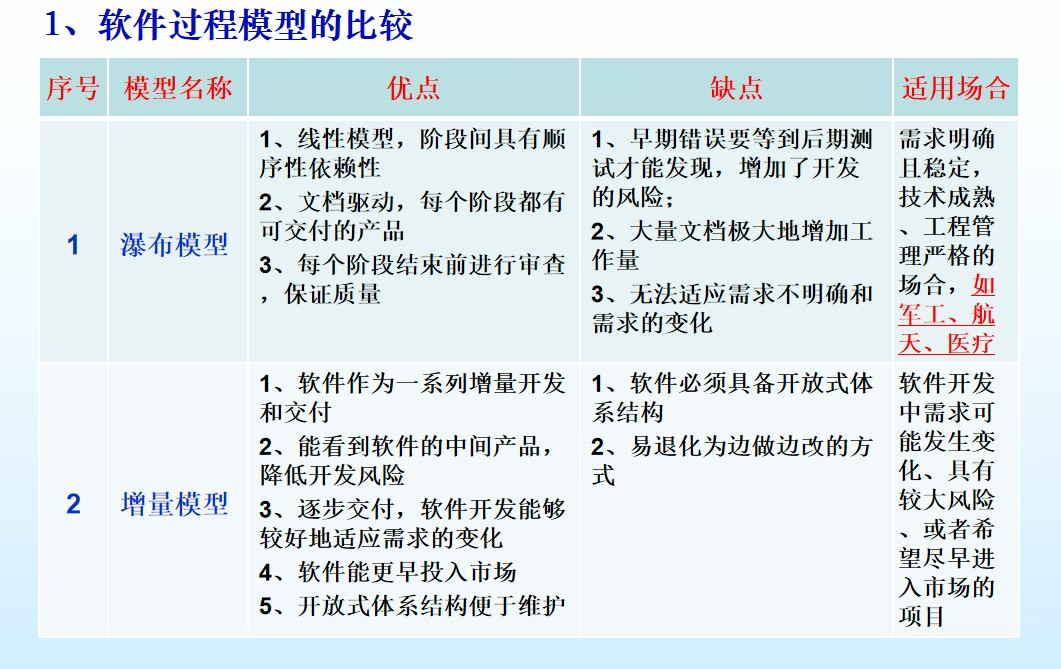 1、软件过程模型的比较
序号
模型名称
优点
缺点
适用场合
1
瀑布模型
1、线性模型，阶段间具有顺
序性依赖性
2、文档驱动，每个阶段都有
可交付的产品
3、每个阶段结束前进行审查
，保证质量
1、早期错误要等到后期测
试才能发现，增加了开发
的风险；
2、大量文档极大地增加工
作量
3、无法适应需求不明确和
需求的变化
需求明确
且稳定，
技术成熟
、工程管
理严格的
场合，如
军工、航
天、医疗
2
增量模型
1、软件作为一系列增量开发
和交付
2、能看到软件的中间产品，
降低开发风险
3、逐步交付，软件开发能够
较好地适应需求的变化
4、软件能更早投入市场
5、开放式体系结构便于维护
1、软件必须具备开放式体
系结构
2、易退化为边做边改的方
式
软件开发
中需求可
能发生变
化、具有
较大风险
、或者希
望尽早进
入市场的
项目